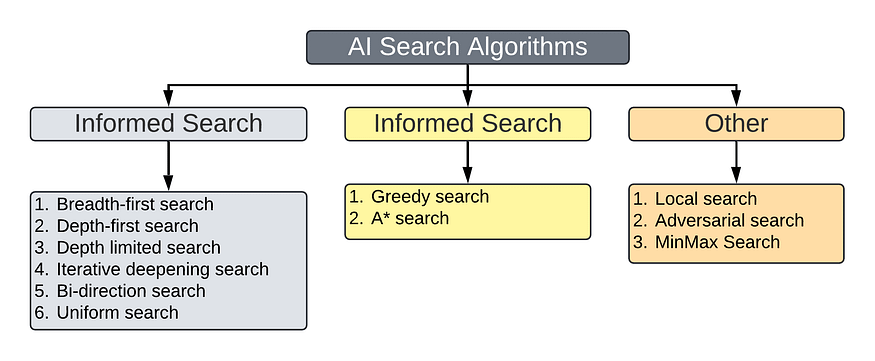 AI Search Algorithms
Informed Search
Informed Search
Other
1. Breadth-first search
2. Depth-first search
3. Depth limited search
4. Iterative deepening search
5. Bi-direction search
6. Uniform search
1. Greedy search
2. A* search
1. Local search
2. Adversarial search
3. MinMax Search